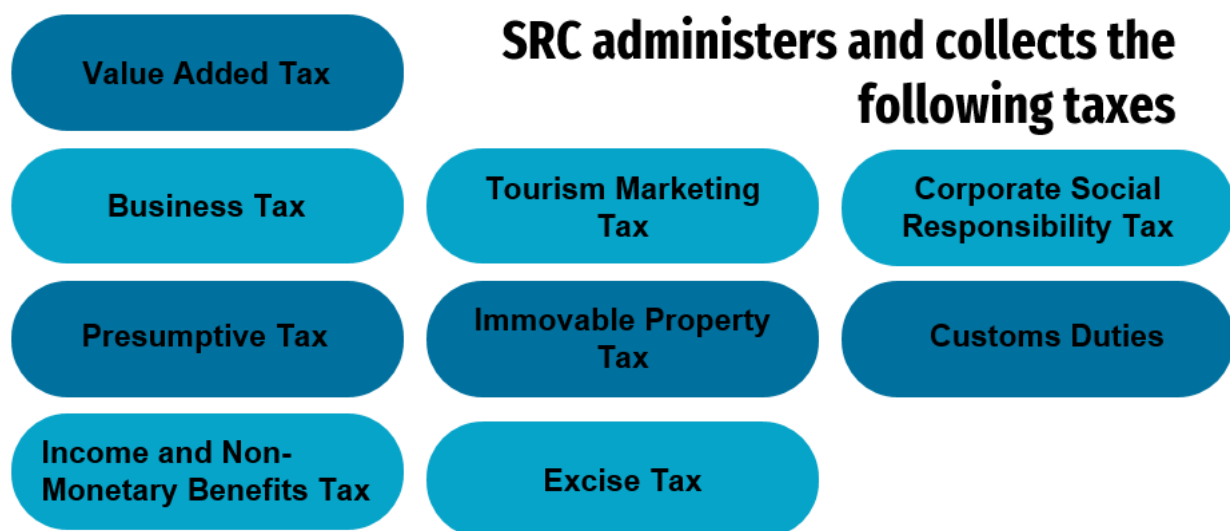 SRC administers and collects the
following taxes
Value Added Tax
Business Tax
Tourism Marketing
Tax
Corporate Social
Responsibility Tax
Presumptive Tax
Immovable Property
Tax
Customs Duties
Income and Non-
Monetary Benefits Tax
Excise Tax